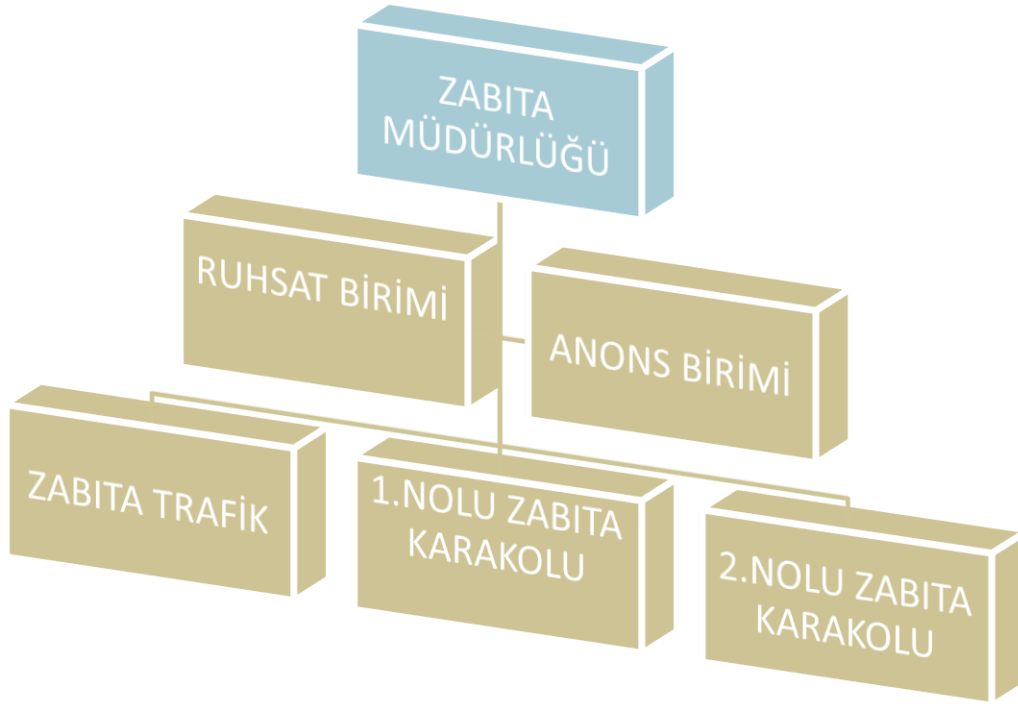 ZABITA
MÜDÜRLÜĞÜ
RUHSAT BİRİMİ
ANONS BİRİMİ
ZABITA TRAFİK
1.NOLU ZABITA
KARAKOLU
2.NOLU ZABITA
KARAKOLU